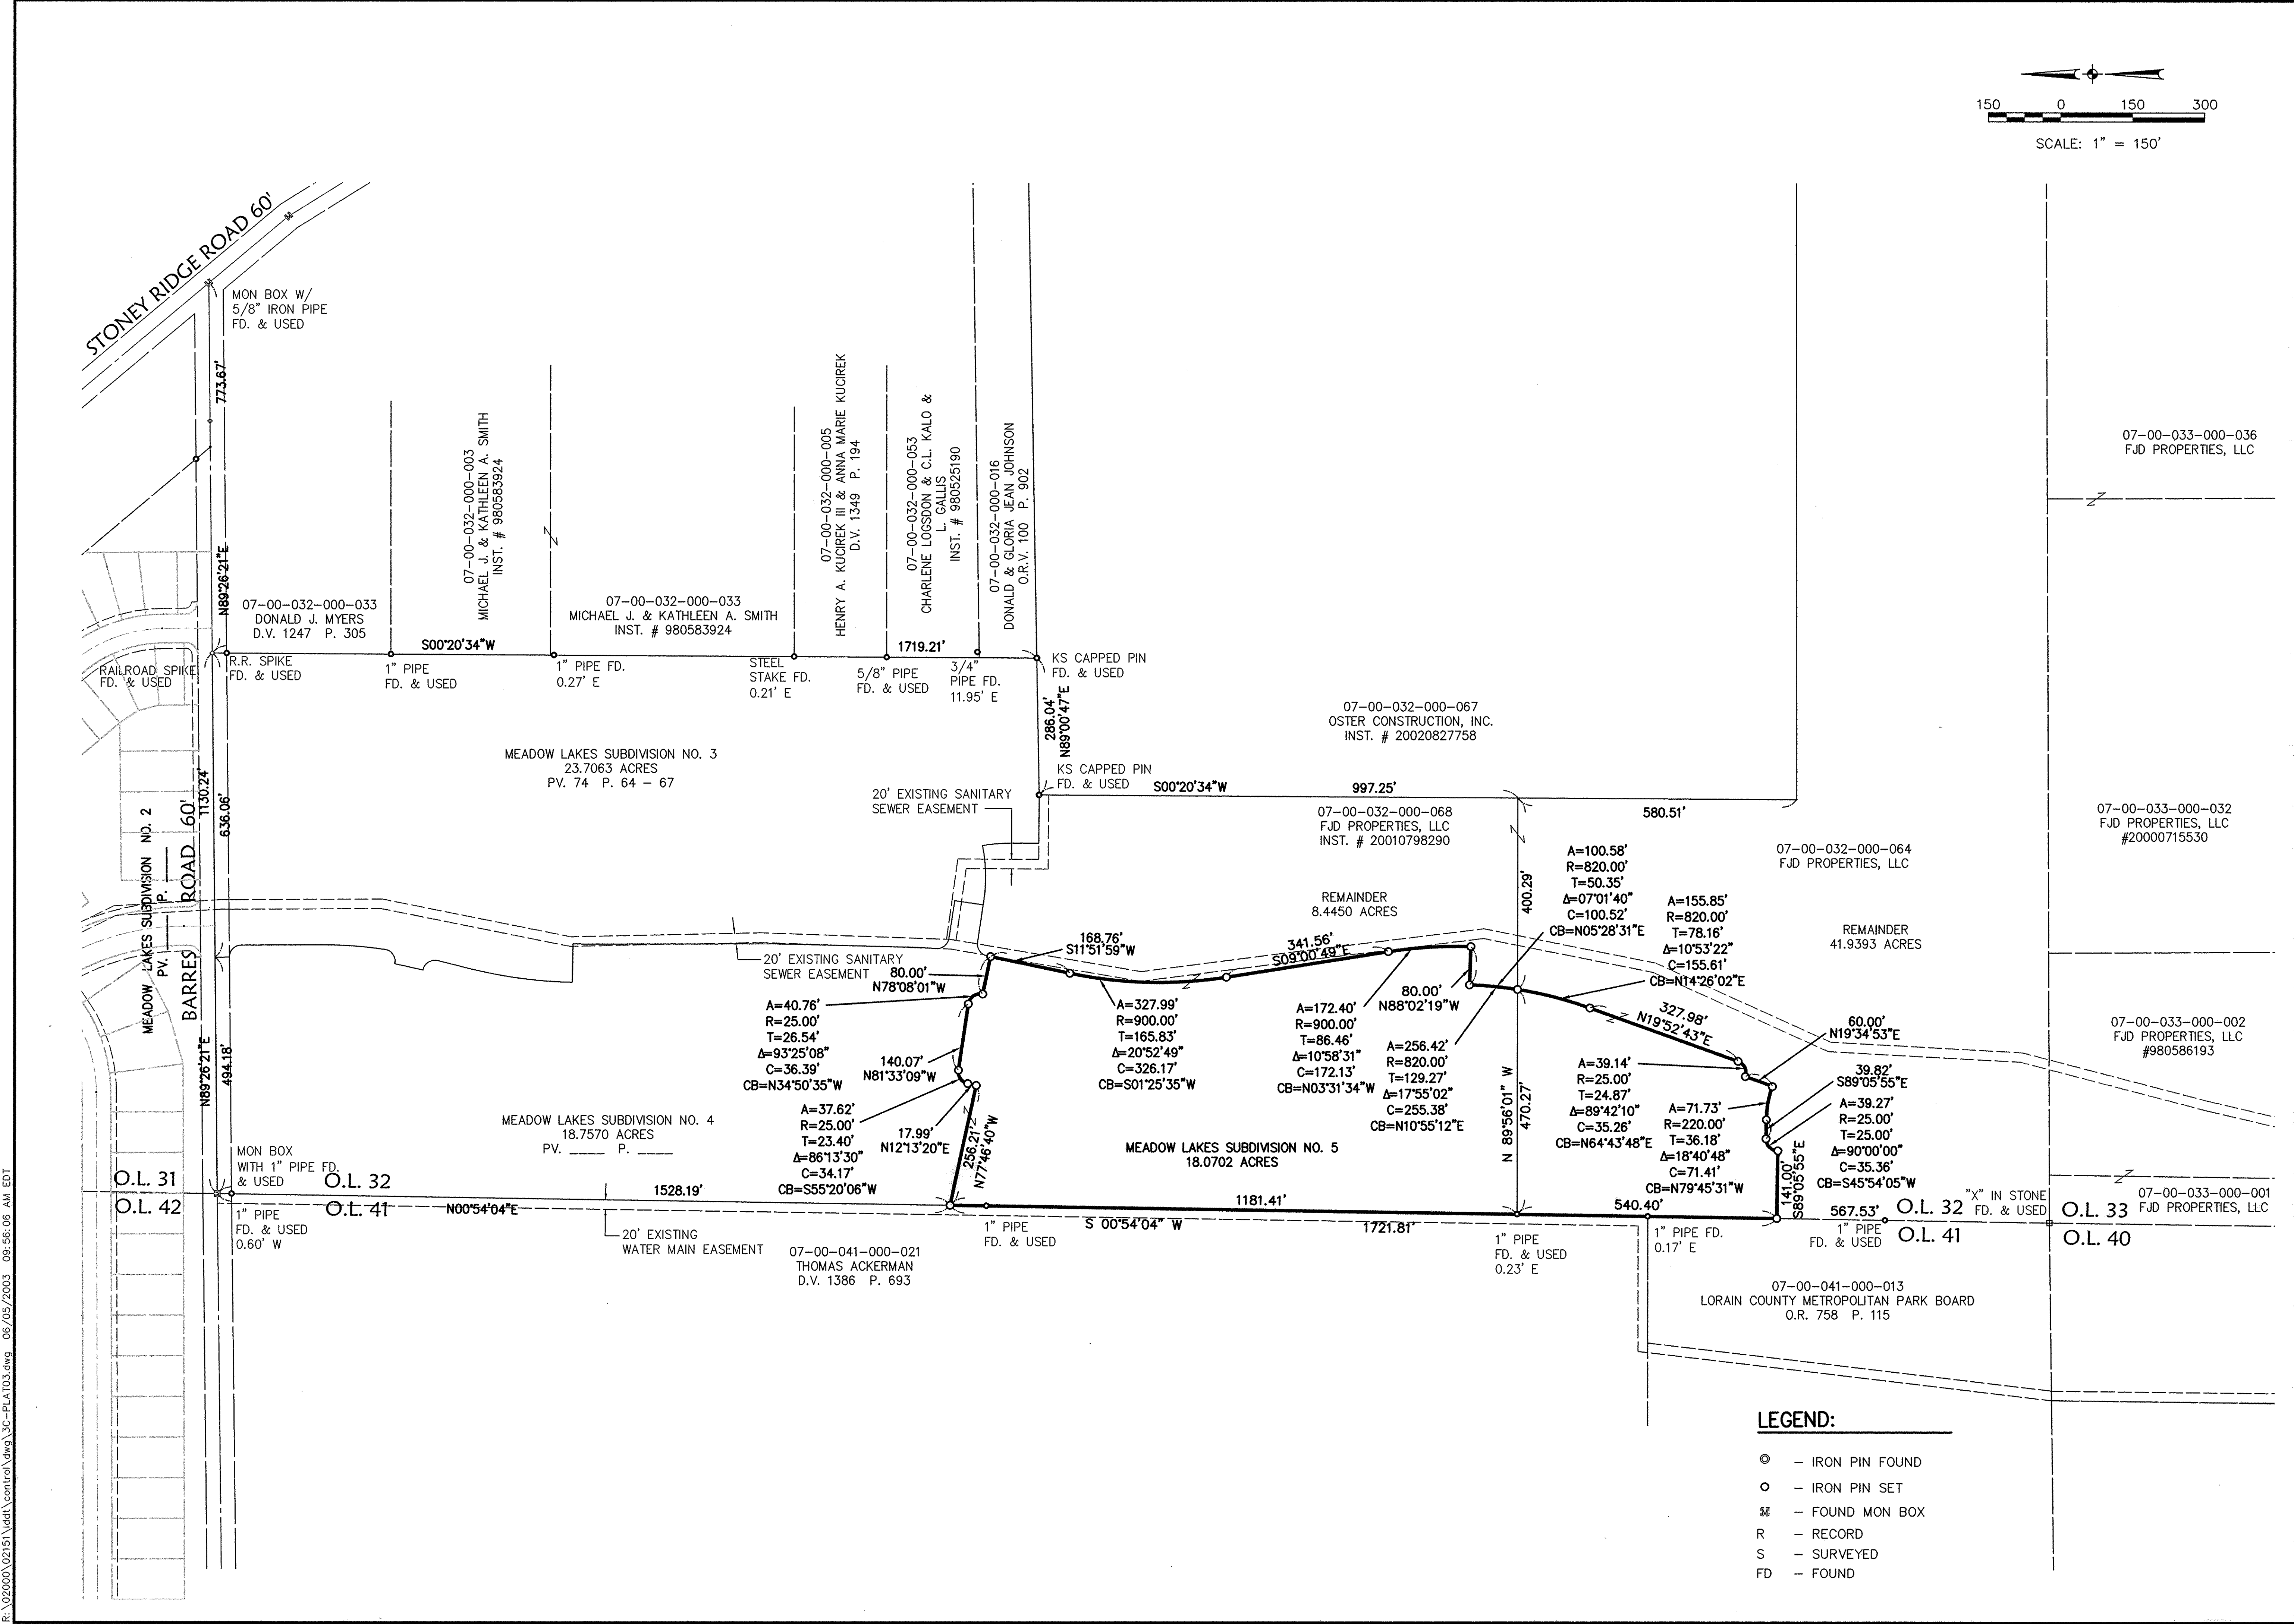 150 0 150 300
SCALE: 1" = 150'
STONEY RIDGE ROAD 60'
MON BOX W/
5/8" IRON PIPE
FD. & USED
773.67'
N89°26'21"E
07-00-032-000-033
DONALD J. MYERS
D.V. 1247 P. 305
07-00-032-000-003
MICHAEL J. & KATHLEEN A. SMITH
INST. # 980583924
07-00-032-000-033
MICHAEL J. & KATHLEEN A. SMITH
INST. # 980583924
07-00-032-000-005
HENRY A. KUCIREK III & ANNA MARIE KUCIREK
D.V. 1349 P. 194
07-00-032-000-053
CHARLENE LOGSDON & C.L. KALO &
L. GALLIS
INST. # 980525190
07-00-032-000-016
DONALD & GLORIA JEAN JOHNSON
O.R.V. 100 P. 902
07-00-033-000-036
FJD PROPERTIES, LLC
S00°20'34"W
1719.21'
RAILROAD SPIKE
FD. & USED
R.R. SPIKE
FD. & USED
1" PIPE
FD. & USED
1" PIPE FD.
0.27' E
STEEL
STAKE FD.
0.21' E
5/8" PIPE
FD. & USED
3/4"
PIPE FD.
11.95' E
KS CAPPED PIN
FD. & USED
286.04'
N89°00'47"E
KS CAPPED PIN
FD. & USED
07-00-032-000-067
OSTER CONSTRUCTION, INC.
INST. # 20020827758
S00°20'34"W
997.25'
580.51'
MEADOW LAKES SUBDIVISION NO. 3
23.7063 ACRES
PV. 74 P. 64 - 67
20' EXISTING SANITARY
SEWER EASEMENT
07-00-032-000-068
FJD PROPERTIES, LLC
INST. # 20010798290
07-00-032-000-064
FJD PROPERTIES, LLC
07-00-033-000-032
FJD PROPERTIES, LLC
#20000715530
MEADOW LAKES SUBDIVISION NO. 2
PV. ____ P. ____
BARRES ROAD 60'
1130.24'
636.06'
N89°26'21"E
494.18'
REMAINDER
8.4450 ACRES
400.29'
REMAINDER
41.9393 ACRES
A=100.58'
R=820.00'
T=50.35'
Δ=07°01'40"
C=100.52'
CB=N05°28'31"E
A=155.85'
R=820.00'
T=78.16'
Δ=10°53'22"
C=155.61'
CB=N14°26'02"E
168.76'
S11°51'59"W
341.56'
S09°00'49"E
20' EXISTING SANITARY
SEWER EASEMENT
80.00'
N78°08'01"W
A=40.76'
R=25.00'
T=26.54'
Δ=93°25'08"
C=36.39'
CB=N34°50'35"W
140.07'
N81°33'09"W
A=327.99'
R=900.00'
T=165.83'
Δ=20°52'49"
C=326.17'
CB=S01°25'35"W
A=172.40'
R=900.00'
T=86.46'
Δ=10°58'31"
C=172.13'
CB=N03°31'34"W
80.00'
N88°02'19"W
A=256.42'
R=820.00'
T=129.27'
Δ=17°55'02"
C=255.38'
CB=N10°55'12"E
327.98'
N19°52'43"E
60.00'
N19°34'53"E
07-00-033-000-002
FJD PROPERTIES, LLC
#980586193
A=39.14'
R=25.00'
T=24.87'
Δ=89°42'10"
C=35.26'
CB=N64°43'48"E
39.82'
S89°05'55"E
A=71.73'
R=220.00'
T=36.18'
Δ=18°40'48"
C=71.41'
CB=N79°45'31"W
A=39.27'
R=25.00'
T=25.00'
Δ=90°00'00"
C=35.36'
CB=S45°54'05"W
A=37.62'
R=25.00'
T=23.40'
Δ=86°13'30"
C=34.17'
CB=S55°20'06"W
17.99'
N12°13'20"E
256.21'
N77°46'40"W
MEADOW LAKES SUBDIVISION NO. 4
18.7570 ACRES
PV. ____ P. ____
MEADOW LAKES SUBDIVISION NO. 5
18.0702 ACRES
N 89°56'01" W
470.27'
141.00'
S89°05'55"E
MON BOX
WITH 1" PIPE FD.
& USED
O.L. 31
O.L. 32
O.L. 42
O.L. 41
1" PIPE
FD. & USED
0.60' W
1528.19'
N00°54'04"E
20' EXISTING
WATER MAIN EASEMENT
07-00-041-000-021
THOMAS ACKERMAN
D.V. 1386 P. 693
1" PIPE
FD. & USED
1181.41'
S 00°54'04" W
1721.81'
1" PIPE
FD. & USED
0.23' E
540.40'
1" PIPE FD.
0.17' E
567.53'
1" PIPE
FD. & USED
O.L. 32
O.L. 41
"X" IN STONE
FD. & USED
O.L. 33
O.L. 40
07-00-033-000-001
FJD PROPERTIES, LLC
07-00-041-000-013
LORAIN COUNTY METROPOLITAN PARK BOARD
O.R. 758 P. 115
LEGEND:
- IRON PIN FOUND
- IRON PIN SET
- FOUND MON BOX
R - RECORD
S - SURVEYED
FD - FOUND
R:\02000\02151\lddt\control\dwg\3C-PLAT03.dwg 06/05/2003 09:56:06 AM EDT